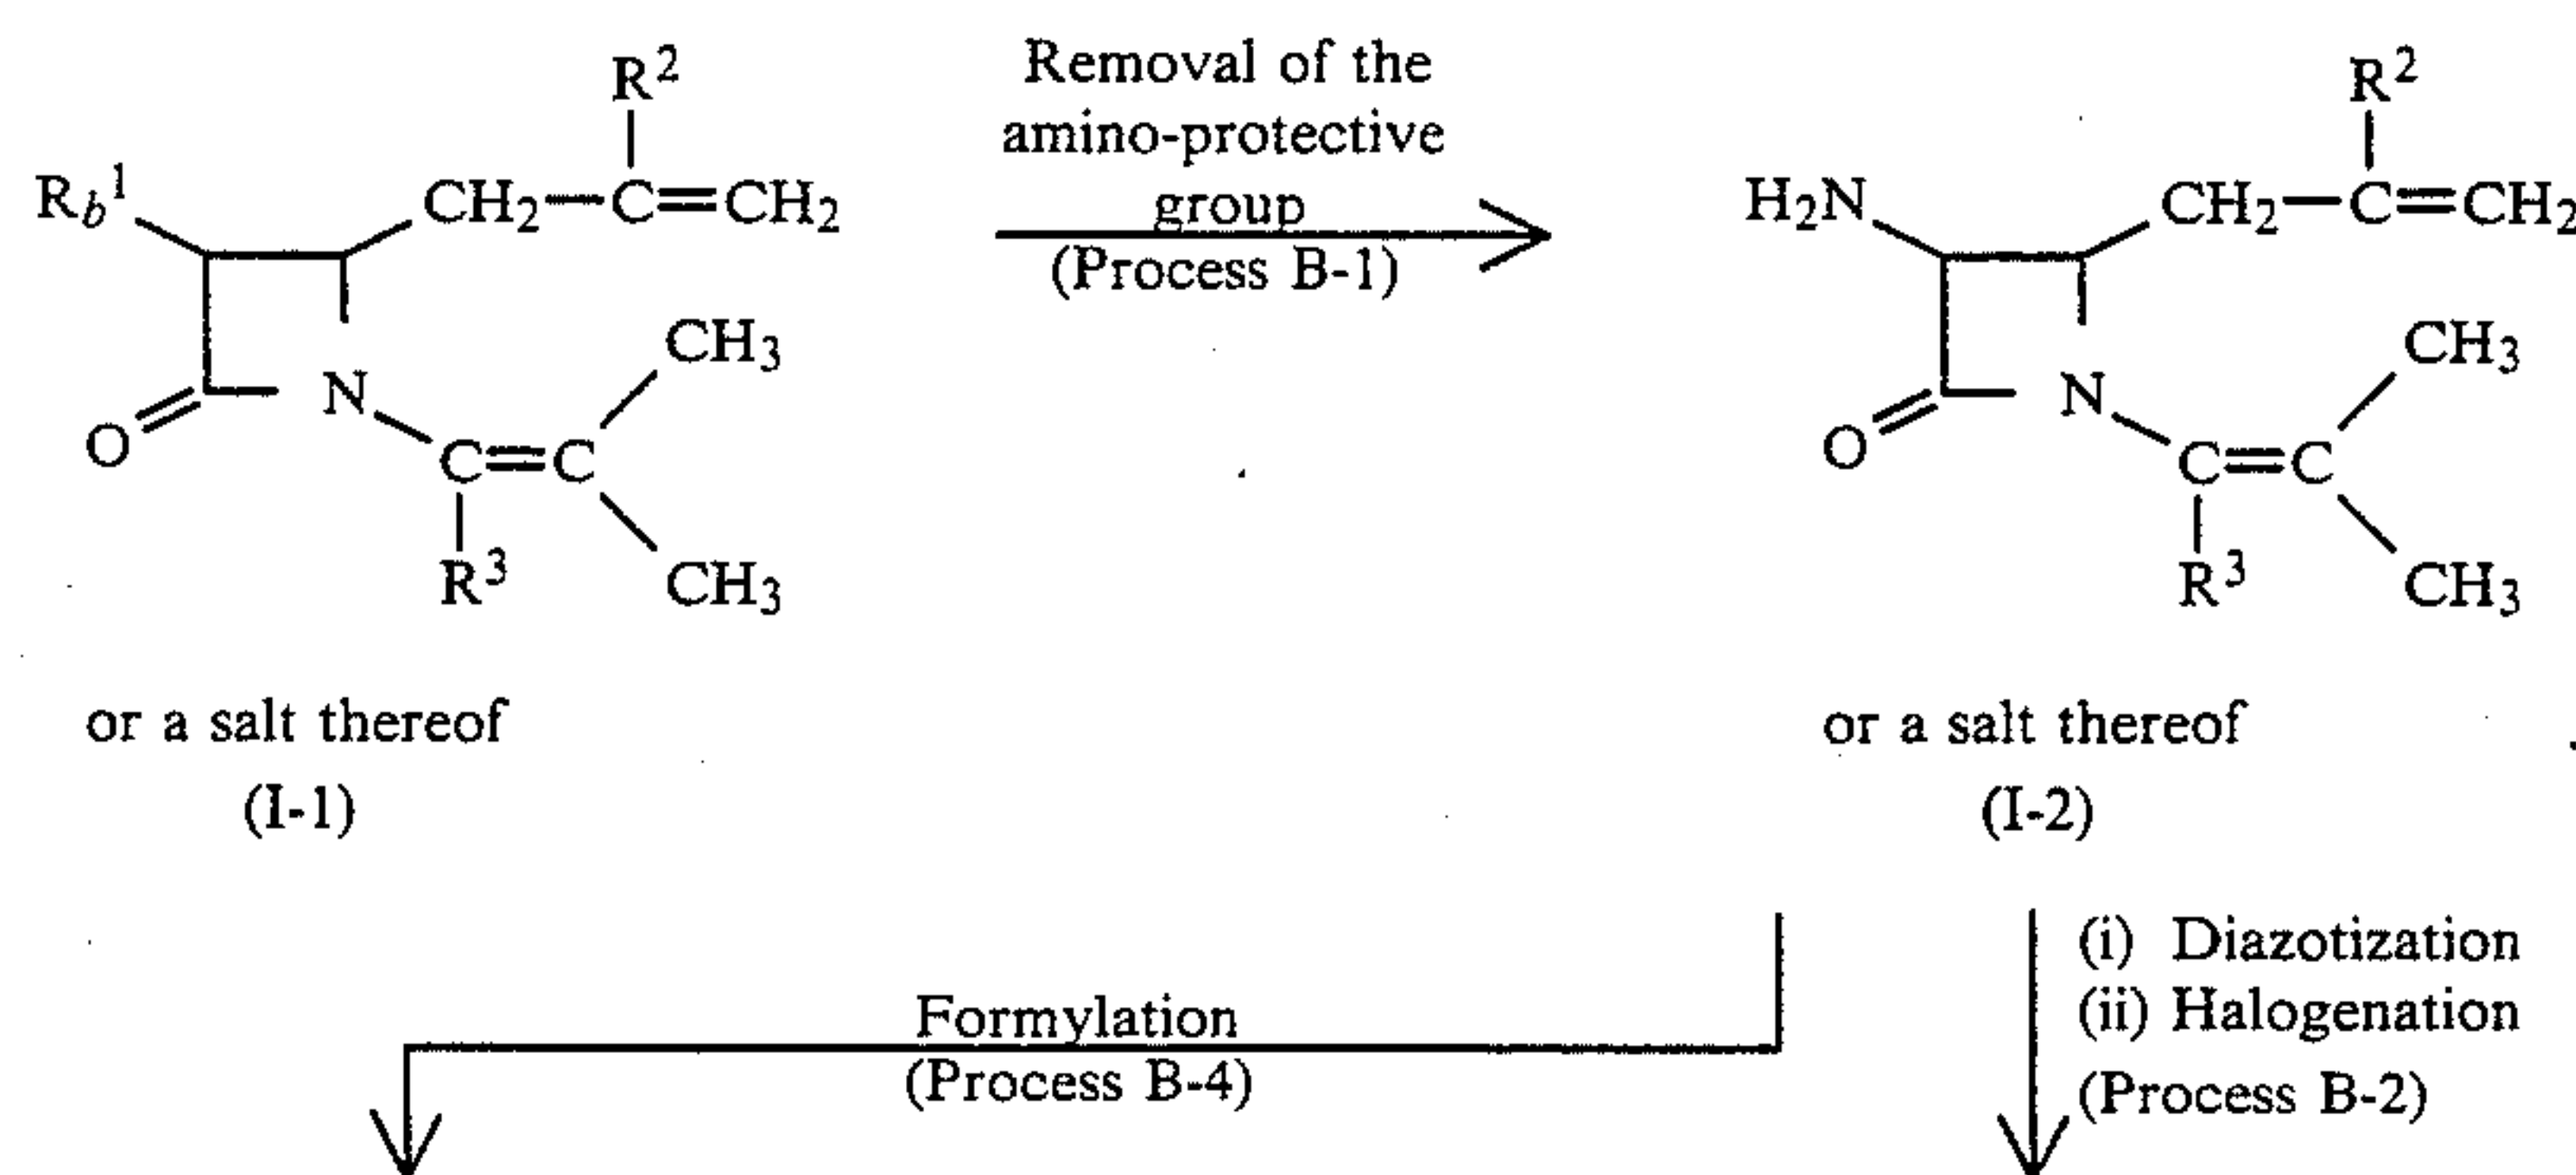 R²
Rb¹
CH₂—C=CH₂
O
N
CH₃
C=C
R³
CH₃
or a salt thereof
(I-1)
Removal of the
amino-protective
group
(Process B-1)
R²
H₂N
CH₂—C=CH₂
O
N
CH₃
C=C
R³
CH₃
or a salt thereof
(I-2)
Formylation
(Process B-4)
(i) Diazotization
(ii) Halogenation
(Process B-2)